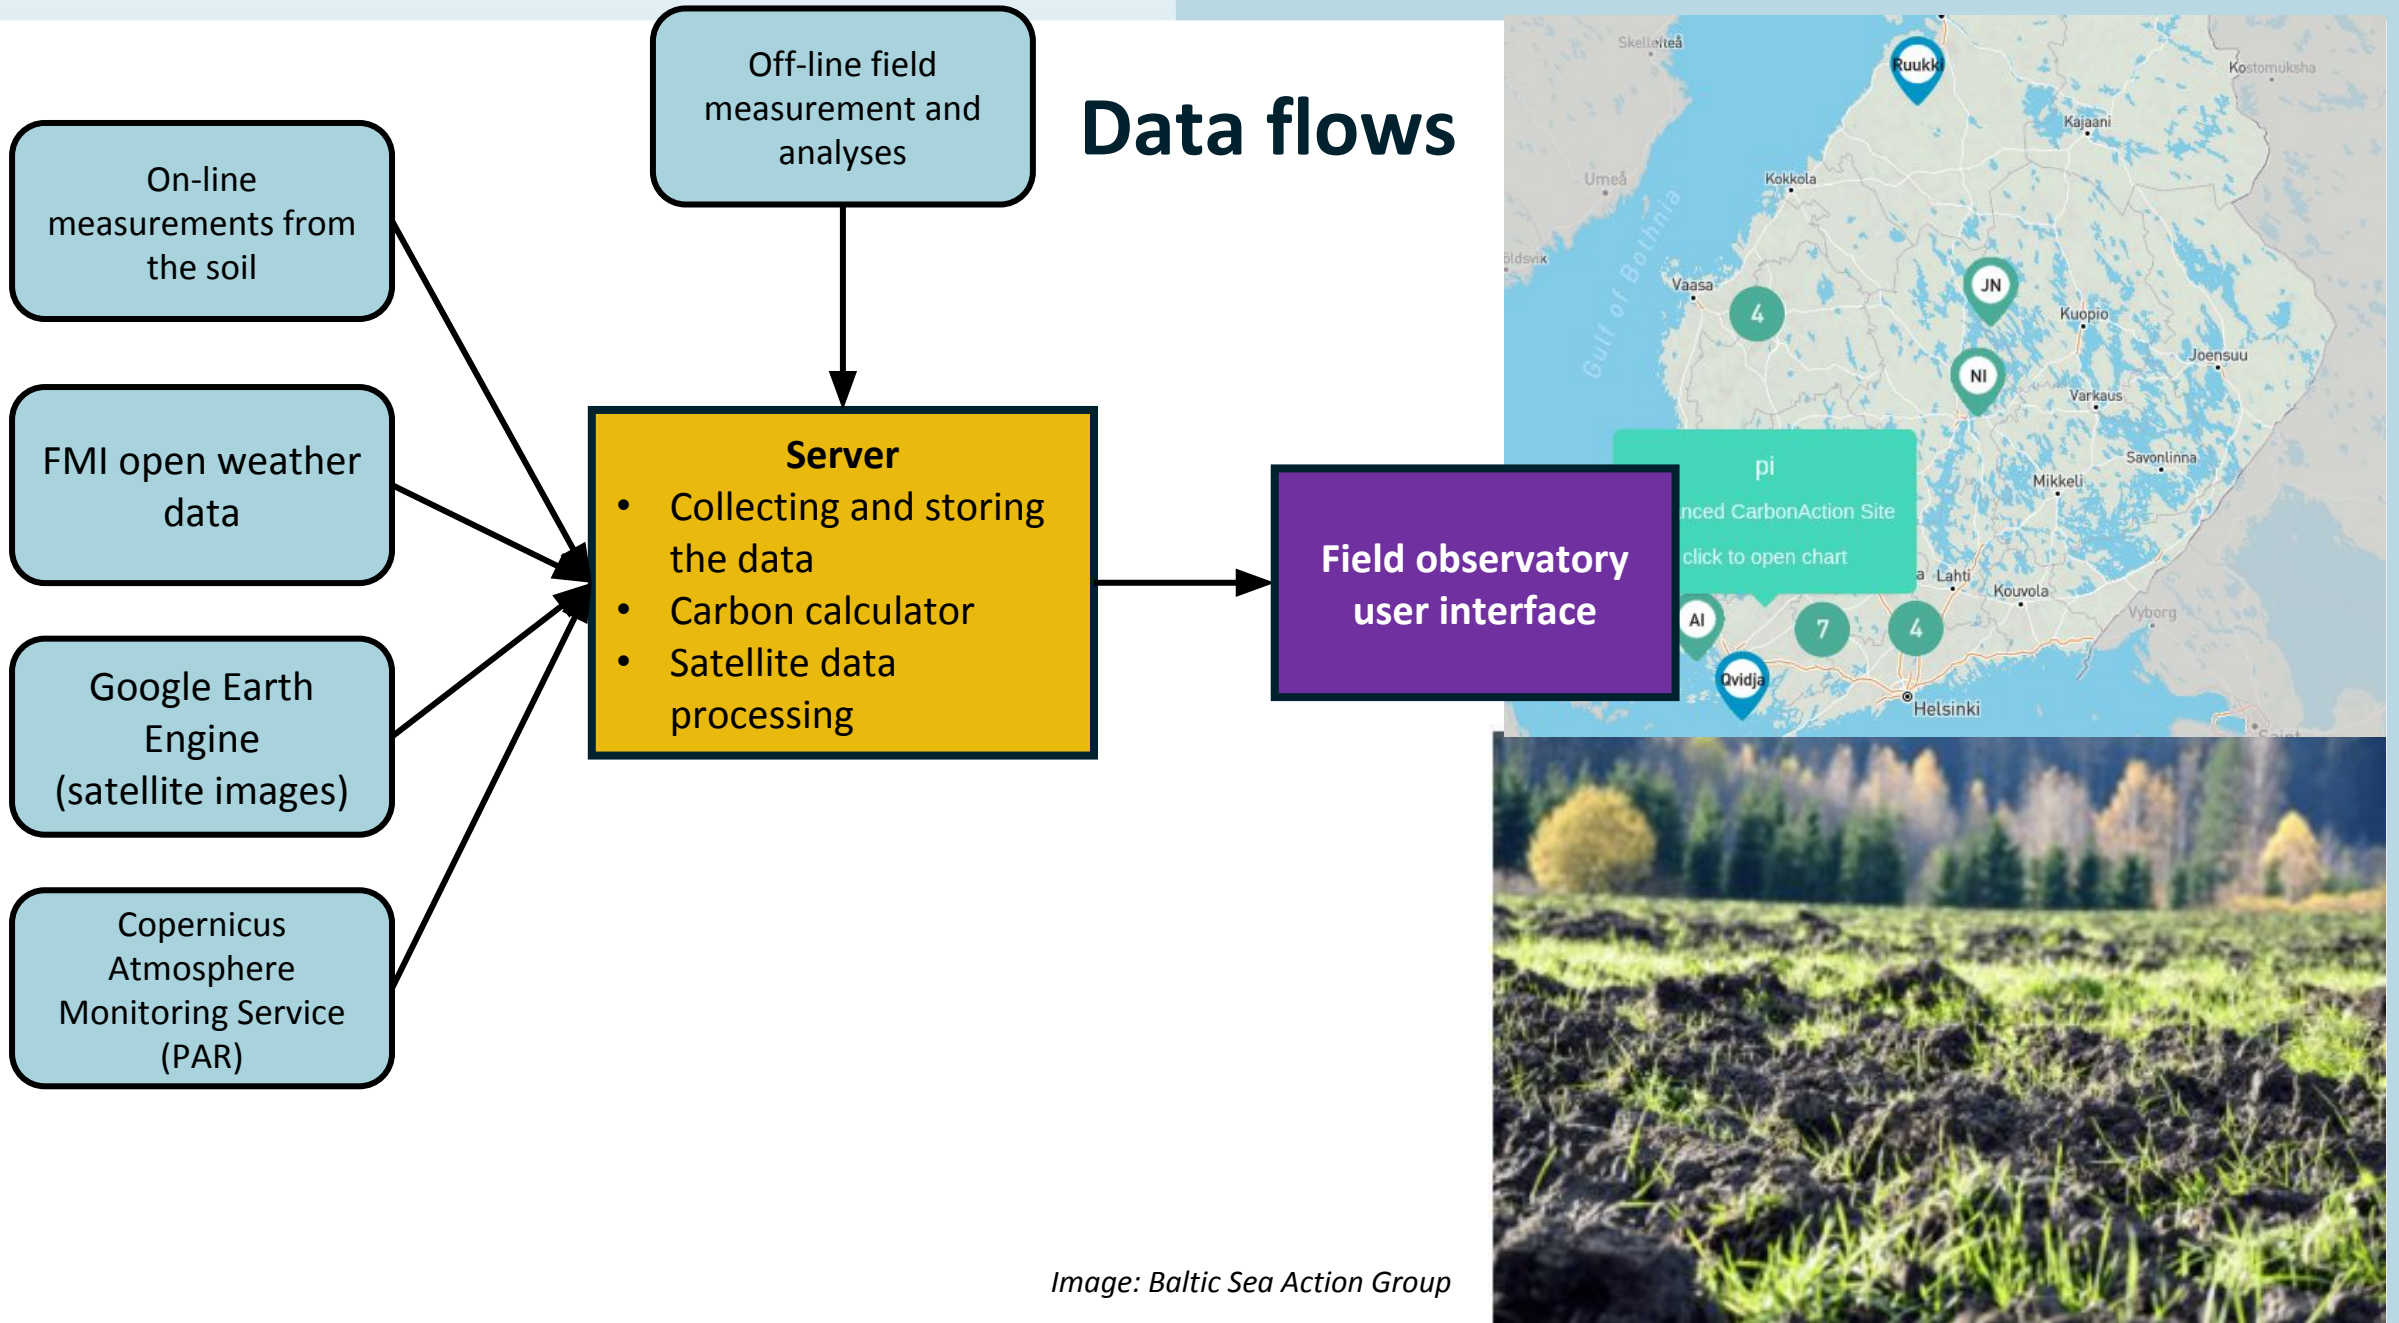 Data flows
Off-line field
measurement and
analyses
On-line
measurements from
the soil
FMI open weather
data
Google Earth
Engine
(satellite images)
Copernicus
Atmosphere
Monitoring Service
(PAR)
Server
• Collecting and storing
the data
• Carbon calculator
• Satellite data
processing
Field observatory
user interface
Skellefteå
Ruukki
Kostomuksha
Kajaani
Umeå
Kokkola
Gulf of Bothnia
öldsvik
Vaasa
4
JN
Kuopio
Joensuu
NI
Varkaus
Savonlinna
Mikkeli
pi
nced CarbonAction Site
click to open chart
a
Lahti
Kouvola
Vyborg
AI
7
4
Qvidja
Helsinki
Saint
Image: Baltic Sea Action Group